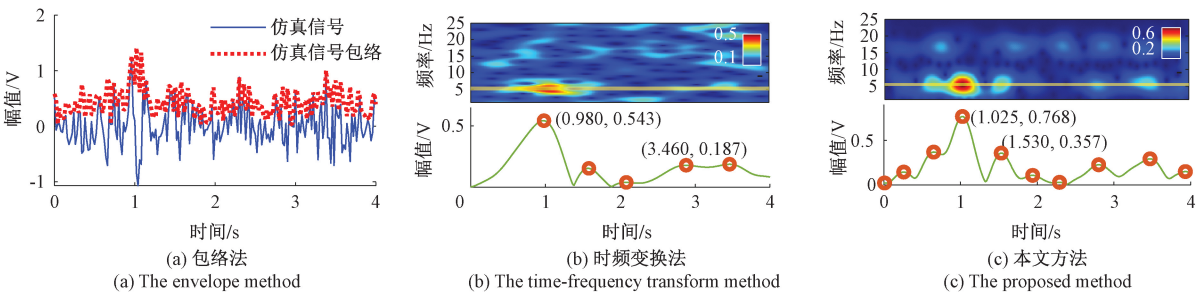 仿真信号
仿真信号包络
2
1
0
-1
幅值/V
0
1
2
3
4
时间/s
(a) 包络法
(a) The envelope method
25
20
15
10
5
频率/Hz
0.5
0.1
0.5
0
幅值/V
(0.980, 0.543)
(3.460, 0.187)
1
2
3
4
时间/s
(b) 时频变换法
(b) The time-frequency transform method
25
20
15
10
5
频率/Hz
0.6
0.2
0.5
0
幅值/V
(1.025, 0.768)
(1.530, 0.357)
0
1
2
3
4
时间/s
(c) 本文方法
(c) The proposed method